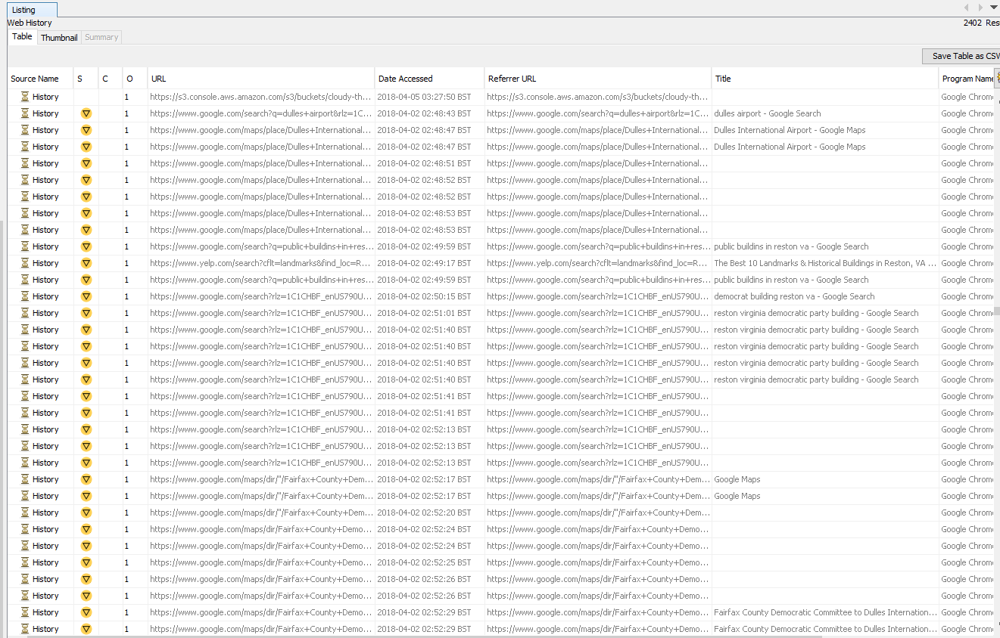 Listing
Web History 2402 Res
Table Thumbnail Summary
Save Table as CSV
Source Name S C O URL Date Accessed Referrer URL Title Program Name
History 1 https://s3.console.aws.amazon.com/s3/buckets/cloudy-th... 2018-04-05 03:27:50 BST https://s3.console.aws.amazon.com/s3/buckets/cloudy-th... Google Chrom
History 1 https://www.google.com/search?q=dulles+airport&rlz=1C... 2018-04-02 02:48:43 BST https://www.google.com/search?q=dulles+airport&rlz=1C... dulles airport - Google Search Google Chrom
History 1 https://www.google.com/maps/place/Dulles+International... 2018-04-02 02:48:47 BST https://www.google.com/maps/place/Dulles+International... Dulles International Airport - Google Maps Google Chrom
History 1 https://www.google.com/maps/place/Dulles+International... 2018-04-02 02:48:47 BST https://www.google.com/maps/place/Dulles+International... Dulles International Airport - Google Maps Google Chrom
History 1 https://www.google.com/maps/place/Dulles+International... 2018-04-02 02:48:51 BST https://www.google.com/maps/place/Dulles+International... Google Chrom
History 1 https://www.google.com/maps/place/Dulles+International... 2018-04-02 02:48:52 BST https://www.google.com/maps/place/Dulles+International... Google Chrom
History 1 https://www.google.com/maps/place/Dulles+International... 2018-04-02 02:48:52 BST https://www.google.com/maps/place/Dulles+International... Google Chrom
History 1 https://www.google.com/maps/place/Dulles+International... 2018-04-02 02:48:53 BST https://www.google.com/maps/place/Dulles+International... Google Chrom
History 1 https://www.google.com/maps/place/Dulles+International... 2018-04-02 02:48:53 BST https://www.google.com/maps/place/Dulles+International... Google Chrom
History 1 https://www.google.com/search?q=public+buildins+in+res... 2018-04-02 02:49:59 BST https://www.google.com/search?q=public+buildins+in+res... public buildins in reston va - Google Search Google Chrom
History 1 https://www.yelp.com/search?cflt=landmarks&find_loc=R... 2018-04-02 02:49:17 BST https://www.yelp.com/search?cflt=landmarks&find_loc=R... The Best 10 Landmarks & Historical Buildings in Reston, VA ... Google Chrom
History 1 https://www.google.com/search?q=public+buildins+in+res... 2018-04-02 02:49:59 BST https://www.google.com/search?q=public+buildins+in+res... public buildins in reston va - Google Search Google Chrom
History 1 https://www.google.com/search?rlz=1C1CHBF_enUS790U... 2018-04-02 02:50:15 BST https://www.google.com/search?rlz=1C1CHBF_enUS790U... democrat building reston va - Google Search Google Chrom
History 1 https://www.google.com/search?rlz=1C1CHBF_enUS790U... 2018-04-02 02:51:01 BST https://www.google.com/search?rlz=1C1CHBF_enUS790U... reston virginia democratic party building - Google Search Google Chrom
History 1 https://www.google.com/search?rlz=1C1CHBF_enUS790U... 2018-04-02 02:51:40 BST https://www.google.com/search?rlz=1C1CHBF_enUS790U... reston virginia democratic party building - Google Search Google Chrom
History 1 https://www.google.com/search?rlz=1C1CHBF_enUS790U... 2018-04-02 02:51:40 BST https://www.google.com/search?rlz=1C1CHBF_enUS790U... reston virginia democratic party building - Google Search Google Chrom
History 1 https://www.google.com/search?rlz=1C1CHBF_enUS790U... 2018-04-02 02:51:40 BST https://www.google.com/search?rlz=1C1CHBF_enUS790U... reston virginia democratic party building - Google Search Google Chrom
History 1 https://www.google.com/search?rlz=1C1CHBF_enUS790U... 2018-04-02 02:51:40 BST https://www.google.com/search?rlz=1C1CHBF_enUS790U... reston virginia democratic party building - Google Search Google Chrom
History 1 https://www.google.com/search?rlz=1C1CHBF_enUS790U... 2018-04-02 02:51:41 BST https://www.google.com/search?rlz=1C1CHBF_enUS790U... Google Chrom
History 1 https://www.google.com/search?rlz=1C1CHBF_enUS790U... 2018-04-02 02:51:41 BST https://www.google.com/search?rlz=1C1CHBF_enUS790U... Google Chrom
History 1 https://www.google.com/search?rlz=1C1CHBF_enUS790U... 2018-04-02 02:52:13 BST https://www.google.com/search?rlz=1C1CHBF_enUS790U... Google Chrom
History 1 https://www.google.com/search?rlz=1C1CHBF_enUS790U... 2018-04-02 02:52:13 BST https://www.google.com/search?rlz=1C1CHBF_enUS790U... Google Chrom
History 1 https://www.google.com/search?rlz=1C1CHBF_enUS790U... 2018-04-02 02:52:13 BST https://www.google.com/search?rlz=1C1CHBF_enUS790U... Google Chrom
History 1 https://www.google.com/maps/dir/''/Fairfax+County+Dem... 2018-04-02 02:52:17 BST https://www.google.com/maps/dir/''/Fairfax+County+Dem... Google Maps Google Chrom
History 1 https://www.google.com/maps/dir/''/Fairfax+County+Dem... 2018-04-02 02:52:17 BST https://www.google.com/maps/dir/''/Fairfax+County+Dem... Google Maps Google Chrom
History 1 https://www.google.com/maps/dir/''/Fairfax+County+Dem... 2018-04-02 02:52:20 BST https://www.google.com/maps/dir/''/Fairfax+County+Dem... Google Chrom
History 1 https://www.google.com/maps/dir/Fairfax+County+Demo... 2018-04-02 02:52:24 BST https://www.google.com/maps/dir/Fairfax+County+Demo... Google Chrom
History 1 https://www.google.com/maps/dir/Fairfax+County+Demo... 2018-04-02 02:52:24 BST https://www.google.com/maps/dir/Fairfax+County+Demo... Google Chrom
History 1 https://www.google.com/maps/dir/Fairfax+County+Demo... 2018-04-02 02:52:25 BST https://www.google.com/maps/dir/Fairfax+County+Demo... Google Chrom
History 1 https://www.google.com/maps/dir/Fairfax+County+Demo... 2018-04-02 02:52:26 BST https://www.google.com/maps/dir/Fairfax+County+Demo... Google Chrom
History 1 https://www.google.com/maps/dir/Fairfax+County+Demo... 2018-04-02 02:52:26 BST https://www.google.com/maps/dir/Fairfax+County+Demo... Google Chrom
History 1 https://www.google.com/maps/dir/Fairfax+County+Demo... 2018-04-02 02:52:29 BST https://www.google.com/maps/dir/Fairfax+County+Demo... Fairfax County Democratic Committee to Dulles Internation... Google Chrom
History 1 https://www.google.com/maps/dir/Fairfax+County+Demo... 2018-04-02 02:52:29 BST https://www.google.com/maps/dir/Fairfax+County+Demo... Fairfax County Democratic Committee to Dulles Internation... Google Chrom